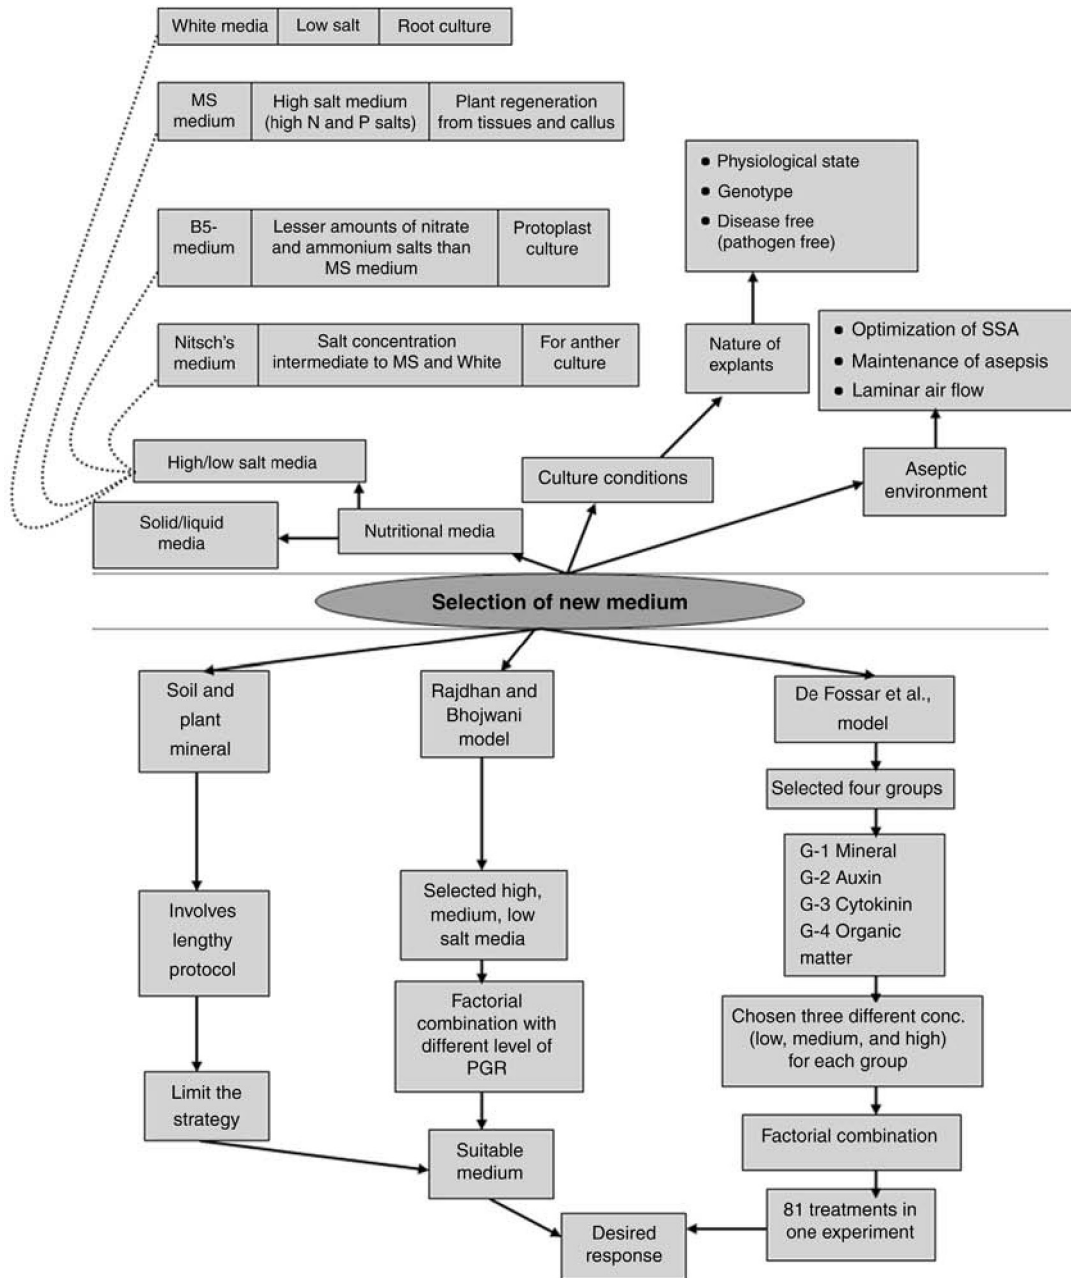 White media Low salt Root culture
MS
medium
High salt medium
(high N and P salts)
Plant regeneration
from tissues and callus
B5-
medium
Lesser amounts of nitrate
and ammonium salts than
MS medium
Protoplast
culture
Nitsch's
medium
Salt concentration
intermediate to MS and White
For anther
culture
● Physiological state
● Genotype
● Disease free
(pathogen free)
● Optimization of SSA
● Maintenance of asepsis
● Laminar air flow
Nature of
explants
High/low salt media
Culture conditions
Aseptic
environment
Solid/liquid
media
Nutritional media
Selection of new medium
Soil and
plant
mineral
Involves
lengthy
protocol
Limit the
strategy
Rajdhan and
Bhojwani
model
Selected high,
medium, low
salt media
Factorial
combination with
different level of
PGR
Suitable
medium
De Fossar et al.,
model
Selected four groups
G-1 Mineral
G-2 Auxin
G-3 Cytokinin
G-4 Organic
matter
Chosen three different conc.
(low, medium, and high)
for each group
Factorial combination
81 treatments in
one experiment
Desired
response